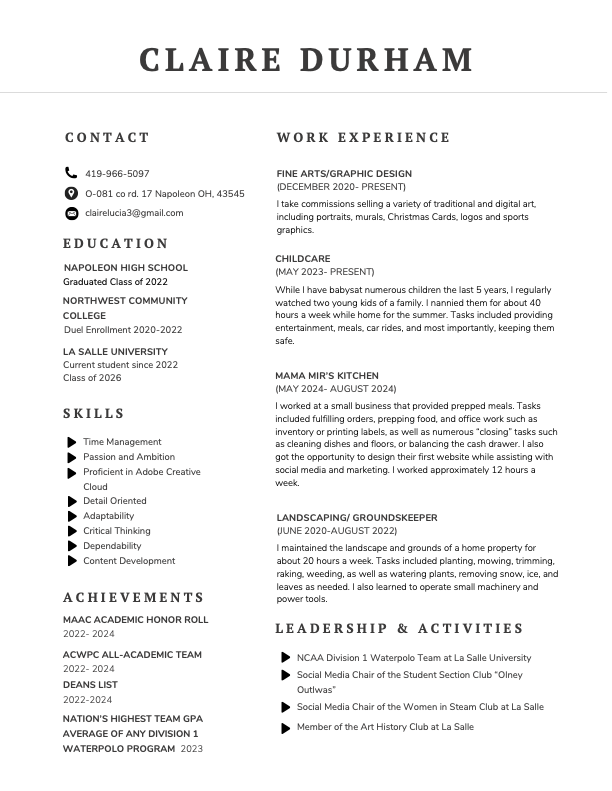 CLAIRE DURHAM
CONTACT
419-966-5097
O-081 co rd. 17 Napoleon OH, 43545
clairelucia3@gmail.com
EDUCATION
NAPOLEON HIGH SCHOOL
Graduated Class of 2022
NORTHWEST COMMUNITY
COLLEGE
Duel Enrollment 2020-2022
LA SALLE UNIVERSITY
Current student since 2022
Class of 2026
SKILLS
Time Management
Passion and Ambition
Proficient in Adobe Creative
Cloud
Detail Oriented
Adaptability
Critical Thinking
Dependability
Content Development
ACHIEVEMENTS
MAAC ACADEMIC HONOR ROLL
2022- 2024
ACWPC ALL-ACADEMIC TEAM
2022- 2024
DEANS LIST
2022-2024
NATION'S HIGHEST TEAM GPA
AVERAGE OF ANY DIVISION 1
WATERPOLO PROGRAM 2023
WORK EXPERIENCE
FINE ARTS/GRAPHIC DESIGN
(DECEMBER 2020- PRESENT)
I take commissions selling a variety of traditional and digital art,
including portraits, murals, Christmas Cards, logos and sports
graphics.
CHILDCARE
(MAY 2023- PRESENT)
While I have babysat numerous children the last 5 years, I regularly
watched two young kids of a family. I nannied them for about 40
hours a week while home for the summer. Tasks included providing
entertainment, meals, car rides, and most importantly, keeping them
safe.
MAMA MIR'S KITCHEN
(MAY 2024- AUGUST 2024)
I worked at a small business that provided prepped meals. Tasks
included fulfilling orders, prepping food, and office work such as
inventory or printing labels, as well as numerous “closing” tasks such
as cleaning dishes and floors, or balancing the cash drawer. I also
got the opportunity to design their first website while assisting with
social media and marketing. I worked approximately 12 hours a
week.
LANDSCAPING/ GROUNDSKEEPER
(JUNE 2020-AUGUST 2022)
I maintained the landscape and grounds of a home property for
about 20 hours a week. Tasks included planting, mowing, trimming,
raking, weeding, as well as watering plants, removing snow, ice, and
leaves as needed. I also learned to operate small machinery and
power tools.
LEADERSHIP & ACTIVITIES
NCAA Division 1 Waterpolo Team at La Salle University
Social Media Chair of the Student Section Club “Olney
Outlwas”
Social Media Chair of the Women in Steam Club at La Salle
Member of the Art History Club at La Salle